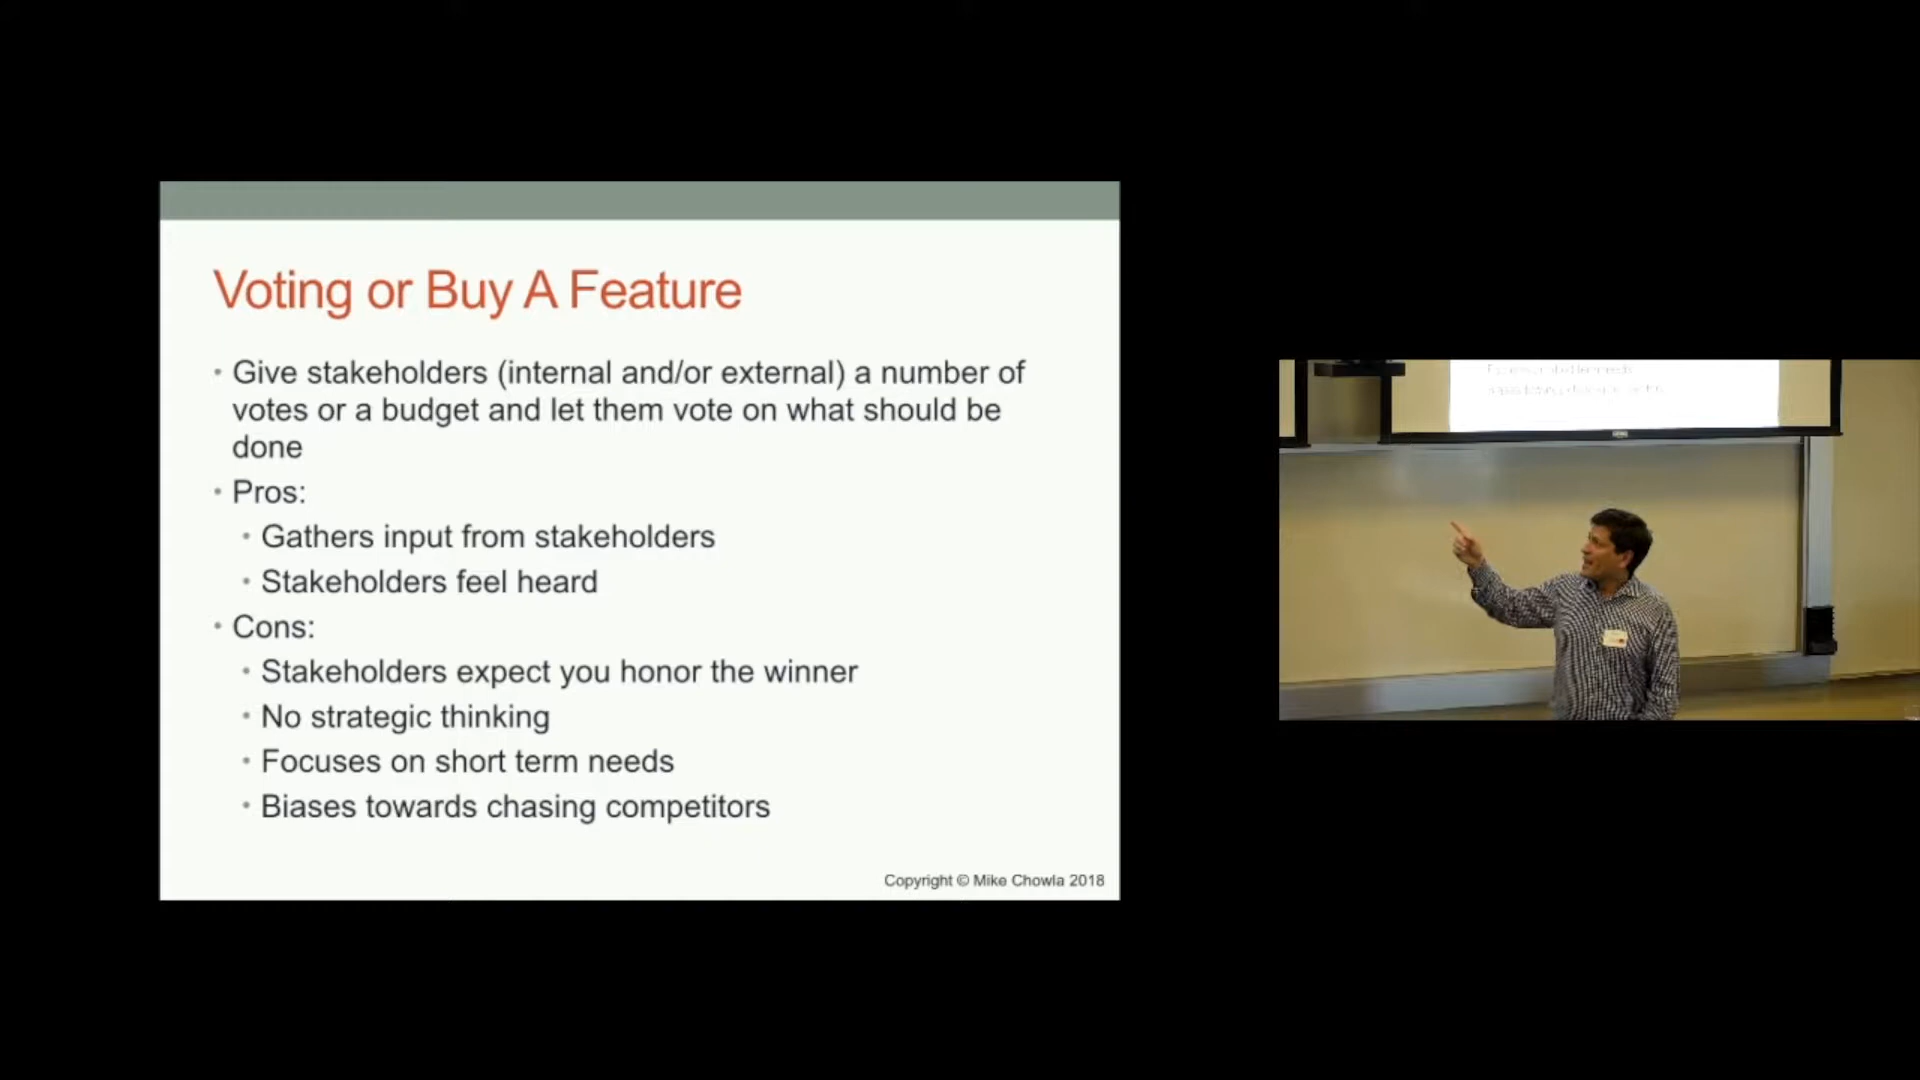 Voting or Buy A Feature
• Give stakeholders (internal and/or external) a number of
votes or a budget and let them vote on what should be
done
• Pros:
• Gathers input from stakeholders
• Stakeholders feel heard
• Cons:
• Stakeholders expect you honor the winner
• No strategic thinking
• Focuses on short term needs
• Biases towards chasing competitors
Copyright © Mike Chowla 2018